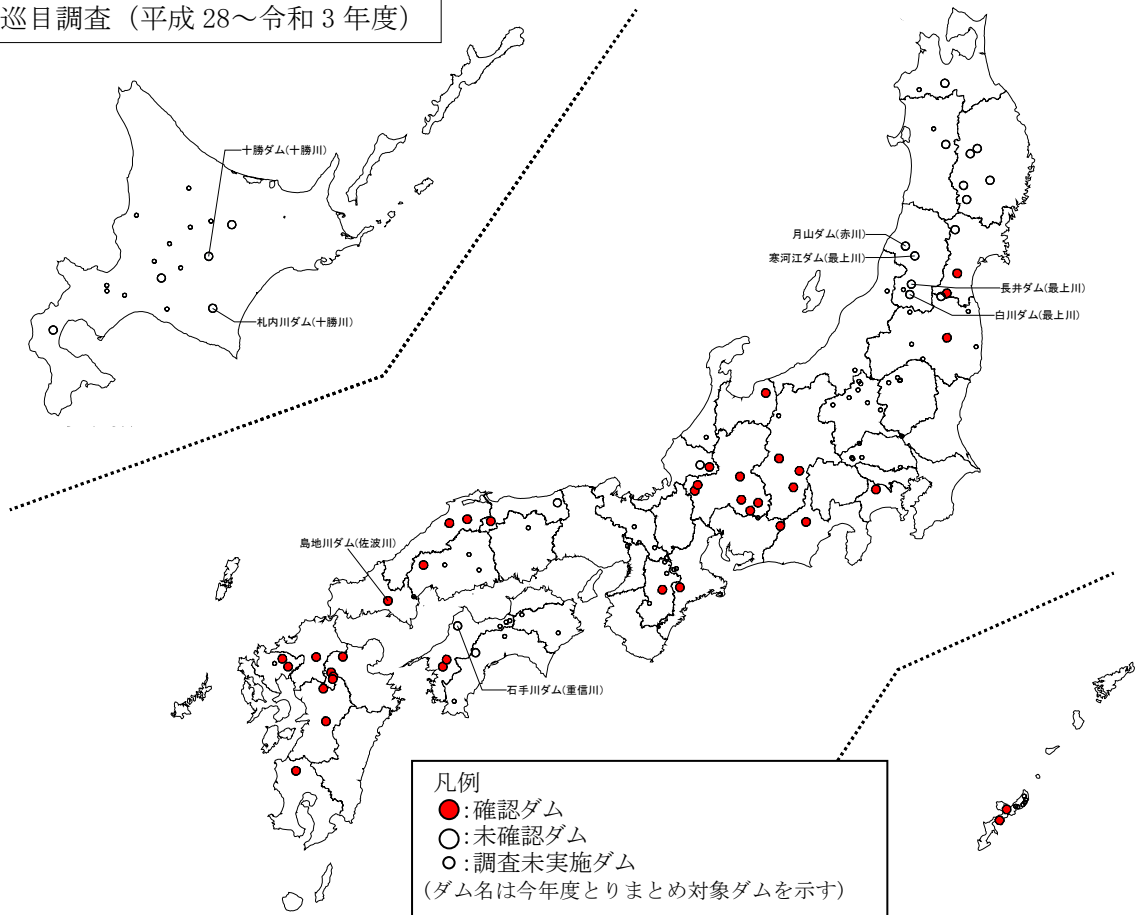 巡目調査（平成 28～令和 3 年度）
十勝ダム(十勝川)
札内川ダム(十勝川)
月山ダム(赤川)
寒河江ダム(最上川)
長井ダム(最上川)
白川ダム(最上川)
島地川ダム(佐波川)
石手川ダム(重信川)
凡例
:確認ダム
:未確認ダム
:調査未実施ダム
(ダム名は今年度とりまとめ対象ダムを示す)